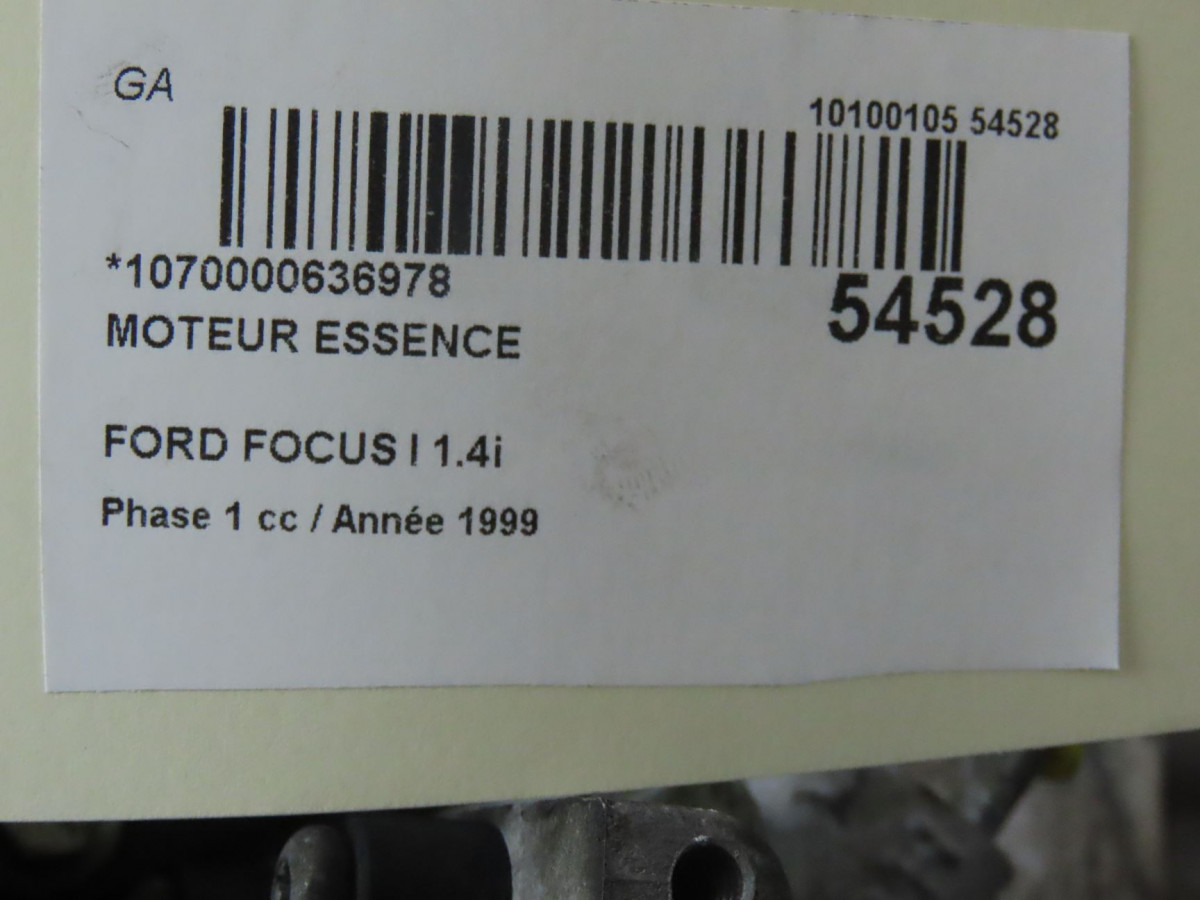 GA
10100105 54528
*1070000636978
54528
MOTEUR ESSENCE
FORD FOCUS I 1.4i
Phase 1 cc / Année 1999